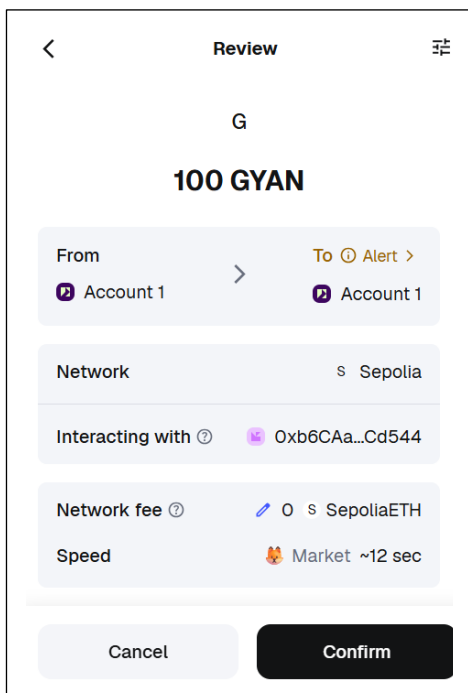 Review
G
100 GYAN
From
To Alert >
Account 1
Account 1
Network S Sepolia
Interacting with ? 0xb6CAa...Cd544
Network fee ? 0 S SepoliaETH
Speed Market ~12 sec
Cancel Confirm